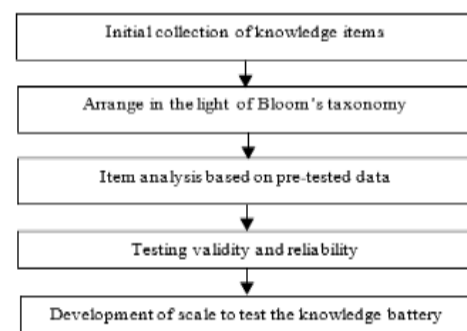 Initial collection of knowledge items
Arrange in the light of Bloom's taxonomy
Item analysis based on pre-tested data
Testing validity and reliability
Development of scale to test the knowledge battery